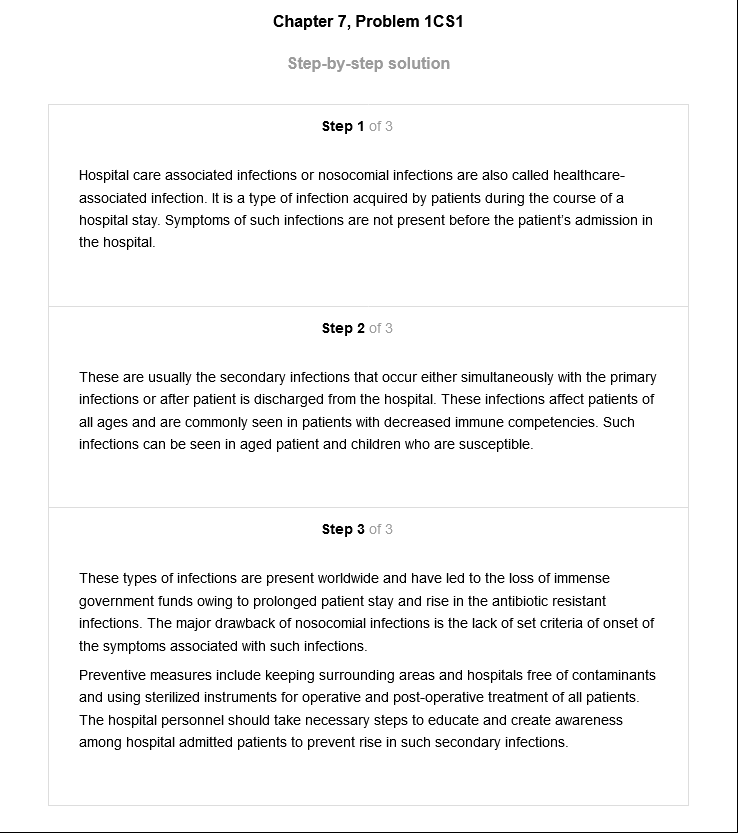 Chapter 7, Problem 1CS1
Step-by-step solution
Step 1 of 3
Hospital care associated infections or nosocomial infections are also called healthcare-
associated infection. It is a type of infection acquired by patients during the course of a
hospital stay. Symptoms of such infections are not present before the patient's admission in
the hospital.
Step 2 of 3
These are usually the secondary infections that occur either simultaneously with the primary
infections or after patient is discharged from the hospital. These infections affect patients of
all ages and are commonly seen in patients with decreased immune competencies. Such
infections can be seen in aged patient and children who are susceptible.
Step 3 of 3
These types of infections are present worldwide and have led to the loss of immense
government funds owing to prolonged patient stay and rise in the antibiotic resistant
infections. The major drawback of nosocomial infections is the lack of set criteria of onset of
the symptoms associated with such infections.
Preventive measures include keeping surrounding areas and hospitals free of contaminants
and using sterilized instruments for operative and post-operative treatment of all patients.
The hospital personnel should take necessary steps to educate and create awareness
among hospital admitted patients to prevent rise in such secondary infections.